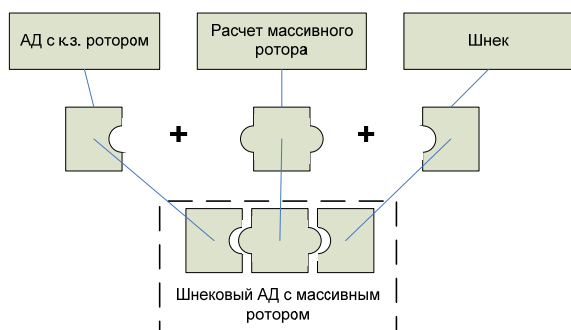 АД с к.з. ротором
Расчет массивного
ротора
Шнек
+
+
Шнековый АД с массивным
ротором